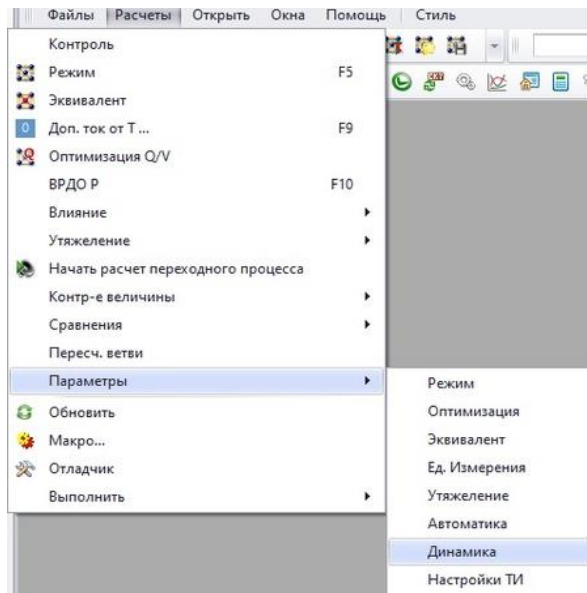 Файлы Расчеты Открыть Окна Помощь Стиль
Контроль
Режим F5
Эквивалент
0 Доп. ток от Т ... F9
Оптимизация Q/V
ВРДО Р F10
Влияние
Утяжеление
Начать расчет переходного процесса
Контр-е величины
Сравнения
Пересч. ветви
Параметры
Режим
Обновить
Оптимизация
Макро...
Эквивалент
Отладчик
Ед. Измерения
Выполнить
Утяжеление
Автоматика
Динамика
Настройки ТИ